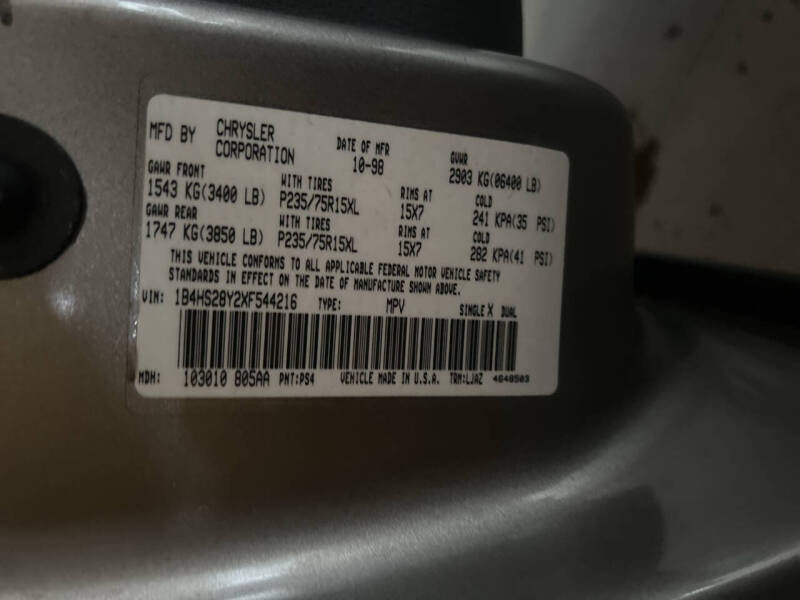 MFD BY CHRYSLER CORPORATION DATE OF MFR 10-98 GVWR 2903 KG(06400 LB)
GAWR FRONT WITH TIRES RIMS AT COLD
1543 KG(3400 LB) P235/75R15XL 15X7 241 KPA(35 PSI)
GAWR REAR WITH TIRES RIMS AT COLD
1747 KG(3850 LB) P235/75R15XL 15X7 282 KPA(41 PSI)
THIS VEHICLE CONFORMS TO ALL APPLICABLE FEDERAL MOTOR VEHICLE SAFETY
STANDARDS IN EFFECT ON THE DATE OF MANUFACTURE SHOWN ABOVE.
VIN: 1B4HS28Y2XF544216 TYPE: MPV SINGLE X DUAL
MDH: 103010 805AA PNT:PS4 VEHICLE MADE IN U.S.A. TRM:LJAZ 4648503